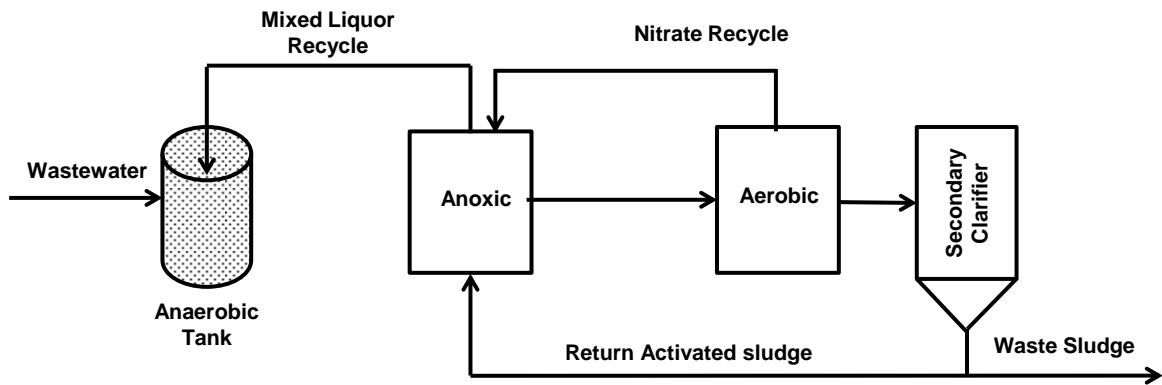 Mixed Liquor
Recycle
Nitrate Recycle
Wastewater
Anoxic
Aerobic
Secondary
Clarifier
Anaerobic
Tank
Return Activated sludge
Waste Sludge